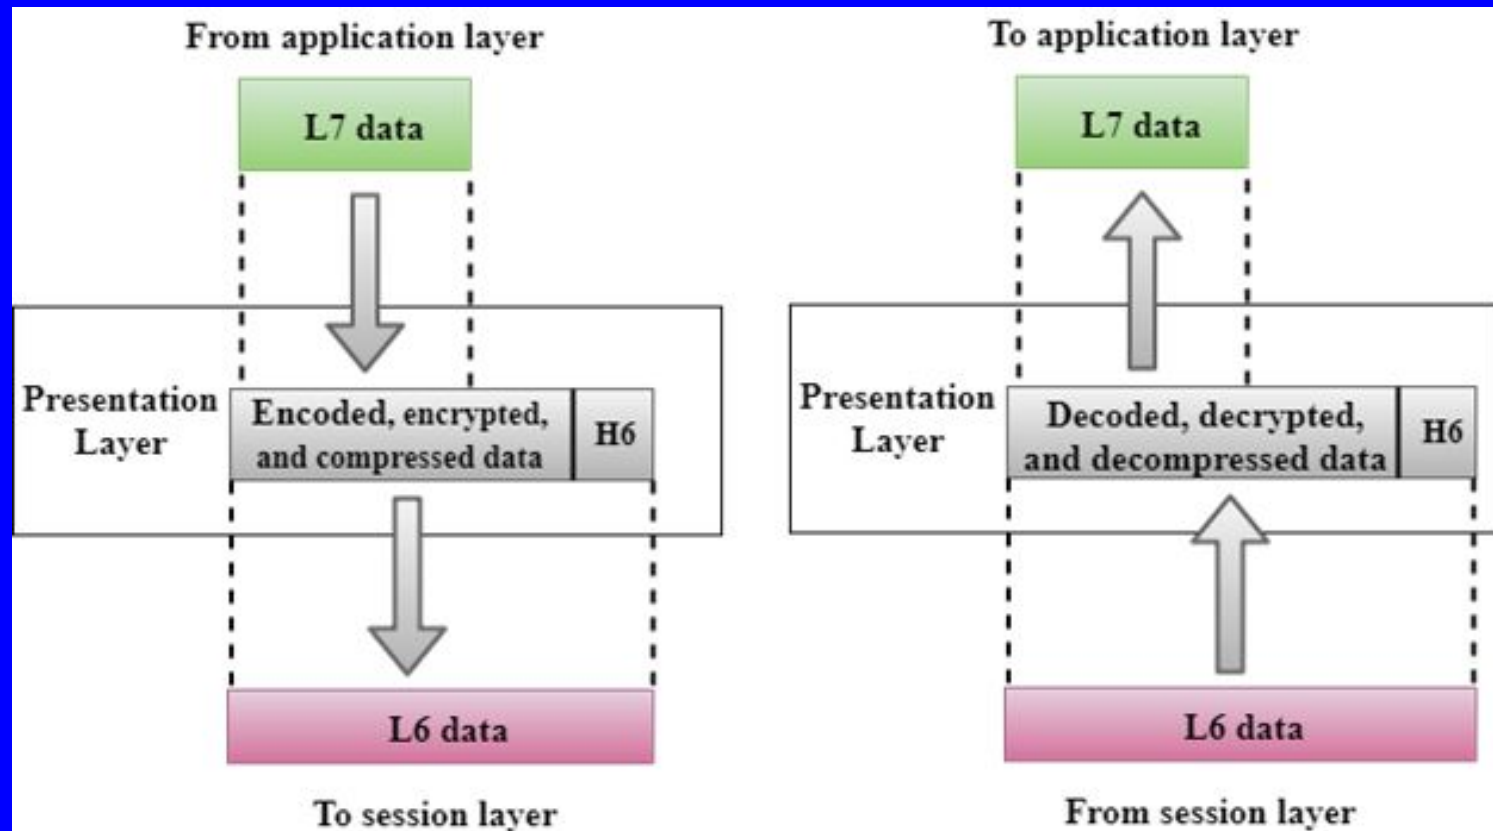 From application layer
L7 data
Presentation
Layer
Encoded, encrypted,
and compressed data
H6
L6 data
To session layer
To application layer
L7 data
Presentation
Layer
Decoded, decrypted,
and decompressed data
H6
L6 data
From session layer